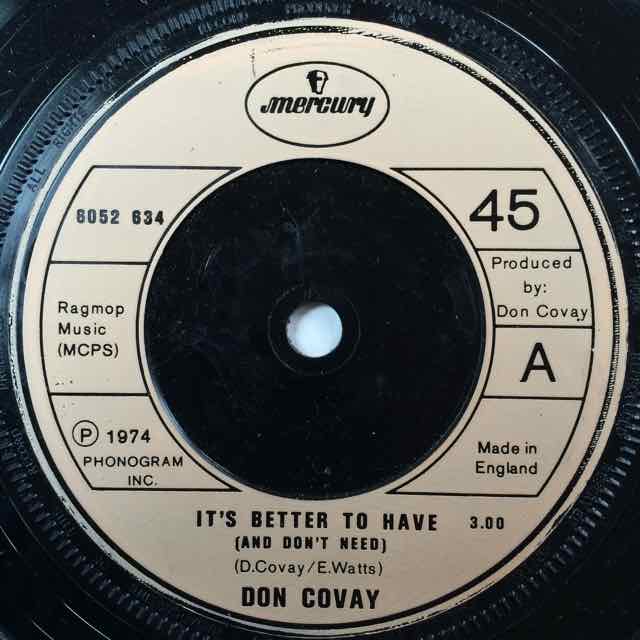 mercury
6052 634
45
Ragmop
Music
(MCPS)
Produced
by:
Don Covay
A
Ⓟ 1974
PHONOGRAM
INC.
Made in
England
IT'S BETTER TO HAVE 3.00
(AND DON'T NEED)
(D.Covay/E.Watts)
DON COVAY